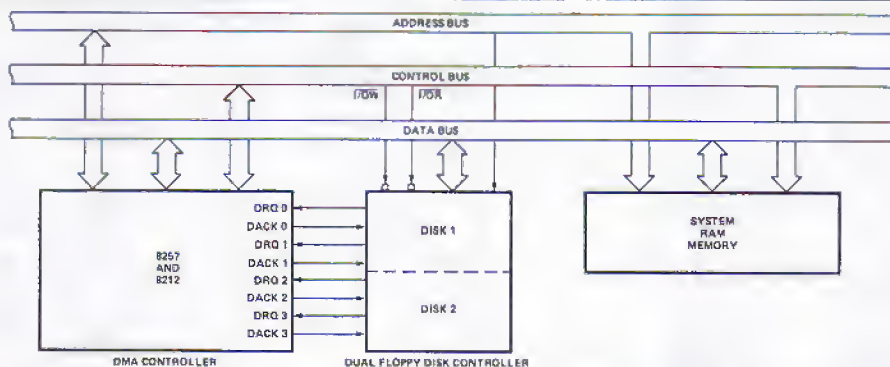 ADDRESS BUS
CONTROL BUS
I/OW
I/OR
DATA BUS
DRQ 0
DACK 0
DRQ 1
DACK 1
DRQ 2
DACK 2
DRQ 3
DACK 3
8257
AND
8212
DISK 1
DISK 2
SYSTEM
RAM
MEMORY
DMA CONTROLLER
DUAL FLOPPY DISK CONTROLLER